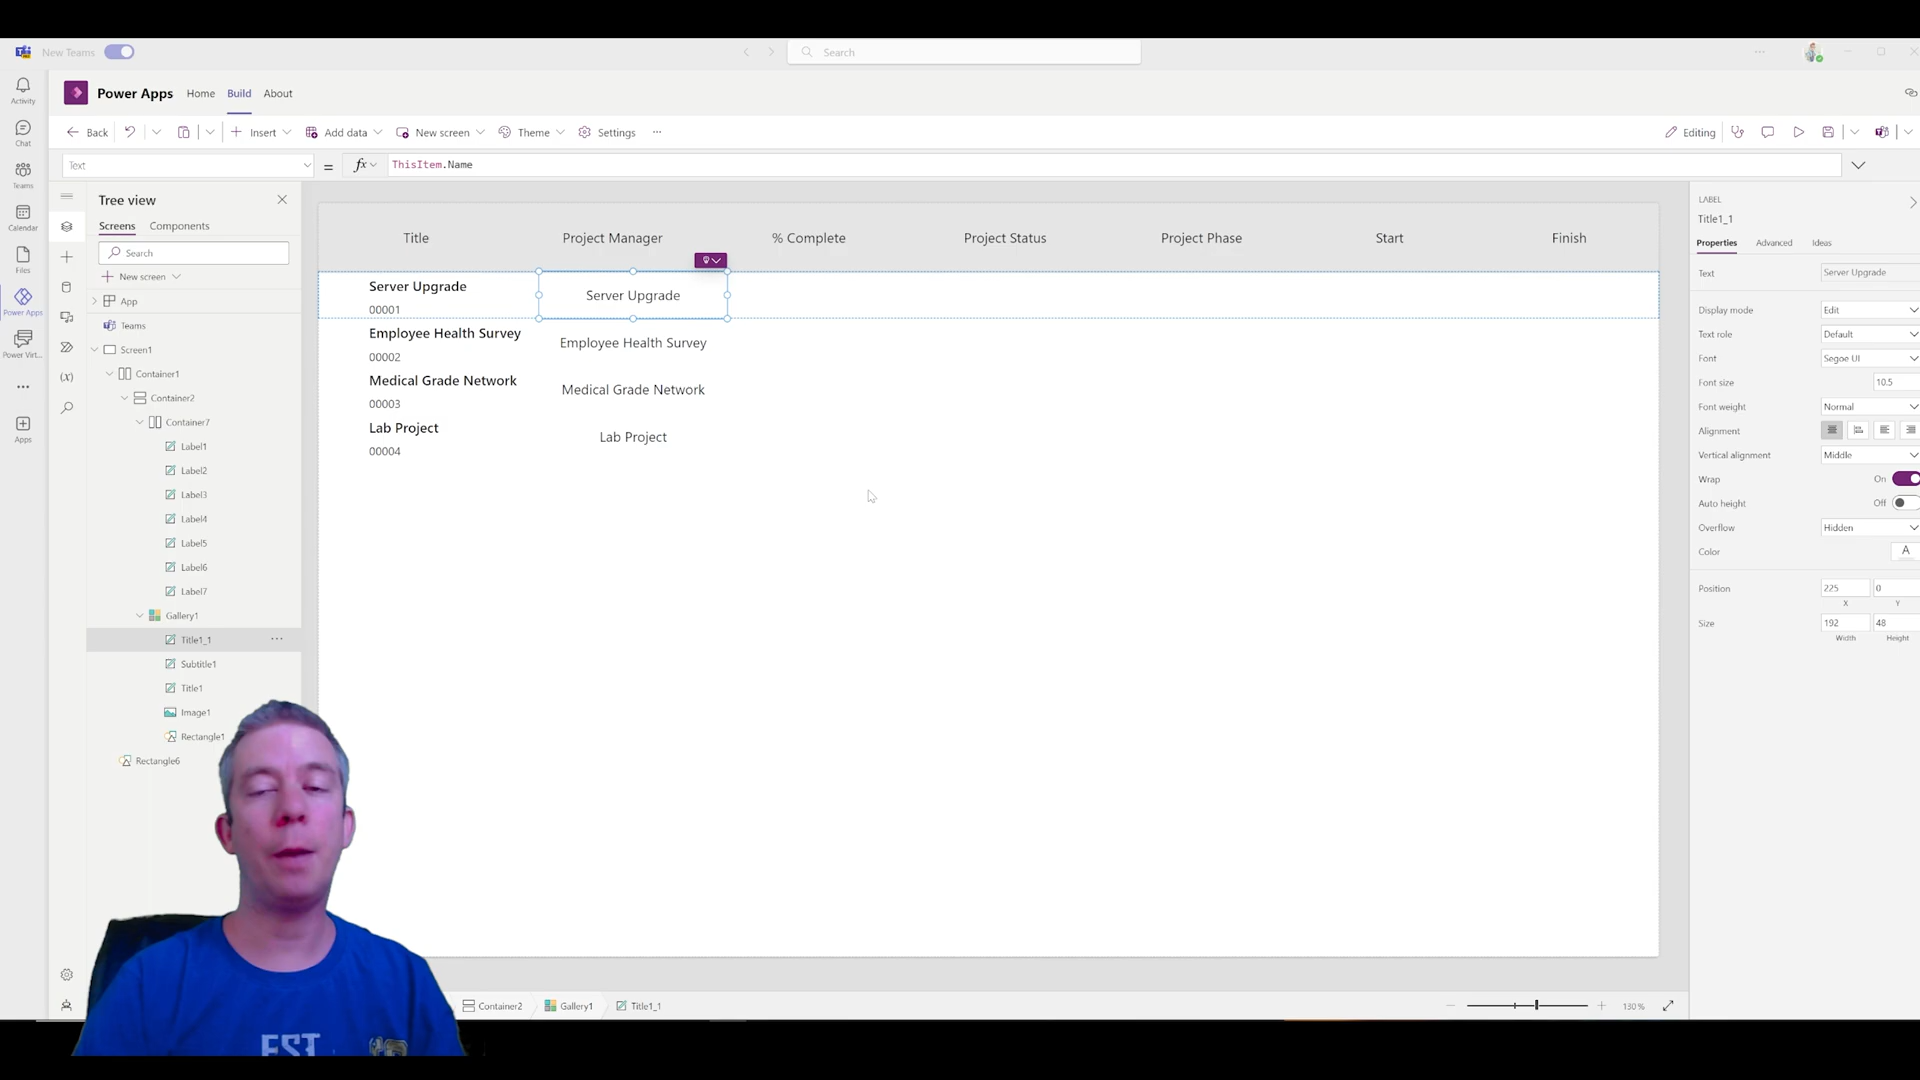 New Teams
Search
Power Apps Home Build About
Back Insert Add data New screen Theme Settings ... Editing
Text = fx ThisItem.Name
Activity
Chat
Teams
Calendar
Files
Power Apps
Power Virt...
Apps
Tree view
Screens Components
Search
New screen
App
Teams
Screen1
Container1
Container2
Container7
Label1
Label2
Label3
Label4
Label5
Label6
Label7
Gallery1
Title1_1 ...
Subtitle1
Title1
Image1
Rectangle1
Rectangle6
Title Project Manager % Complete Project Status Project Phase Start Finish
Server Upgrade
00001
Server Upgrade
Employee Health Survey
00002
Employee Health Survey
Medical Grade Network
00003
Medical Grade Network
Lab Project
00004
Lab Project
LABEL
Title1_1
Properties Advanced Ideas
Text Server Upgrade
Display mode Edit
Text role Default
Font Segoe UI
Font size 10.5
Font weight Normal
Alignment
Vertical alignment Middle
Wrap On
Auto height Off
Overflow Hidden
Color A
Position 225 0
X Y
Size 192 48
Width Height
Container2 Gallery1 Title1_1
130 %
EST